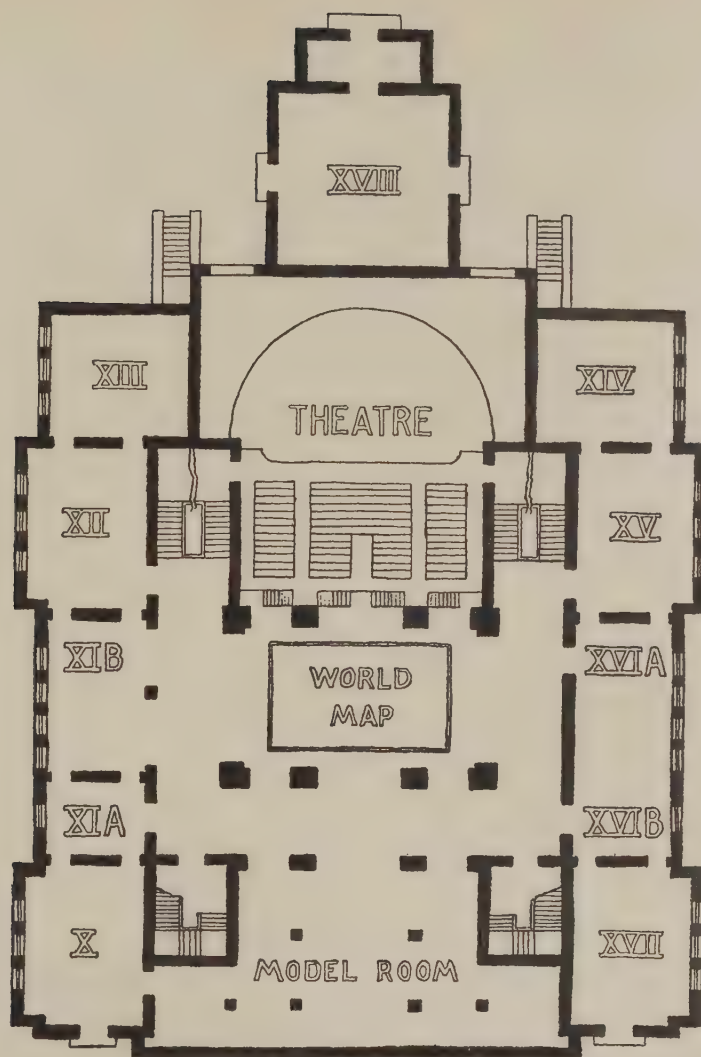 XVIII
XIII
XIV
THEATRE
XII
XV
XIB
XVIA
WORLD
MAP
XIA
XVIB
X
XVII
MODEL ROOM